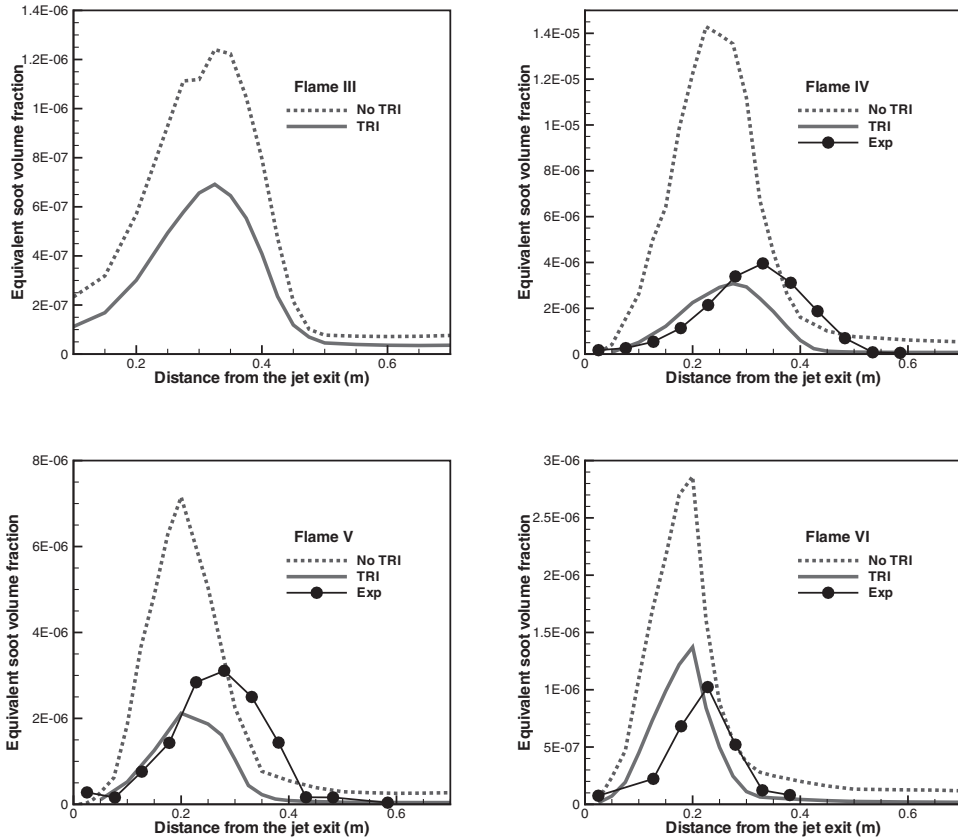 1.4E-06
1.2E-06
1E-06
8E-07
6E-07
4E-07
2E-07
0
0.2
0.4
0.6
Equivalent soot volume fraction
Distance from the jet exit (m)
Flame III
No TRI
TRI
1.4E-05
1.2E-05
1E-05
8E-06
6E-06
4E-06
2E-06
0
0
0.2
0.4
0.6
Equivalent soot volume fraction
Distance from the jet exit (m)
Flame IV
No TRI
TRI
Exp
8E-06
6E-06
4E-06
2E-06
0
0
0.2
0.4
0.6
Equivalent soot volume fraction
Distance from the jet exit (m)
Flame V
No TRI
TRI
Exp
3E-06
2.5E-06
2E-06
1.5E-06
1E-06
5E-07
0
0
0.2
0.4
0.6
Equivalent soot volume fraction
Distance from the jet exit (m)
Flame VI
No TRI
TRI
Exp